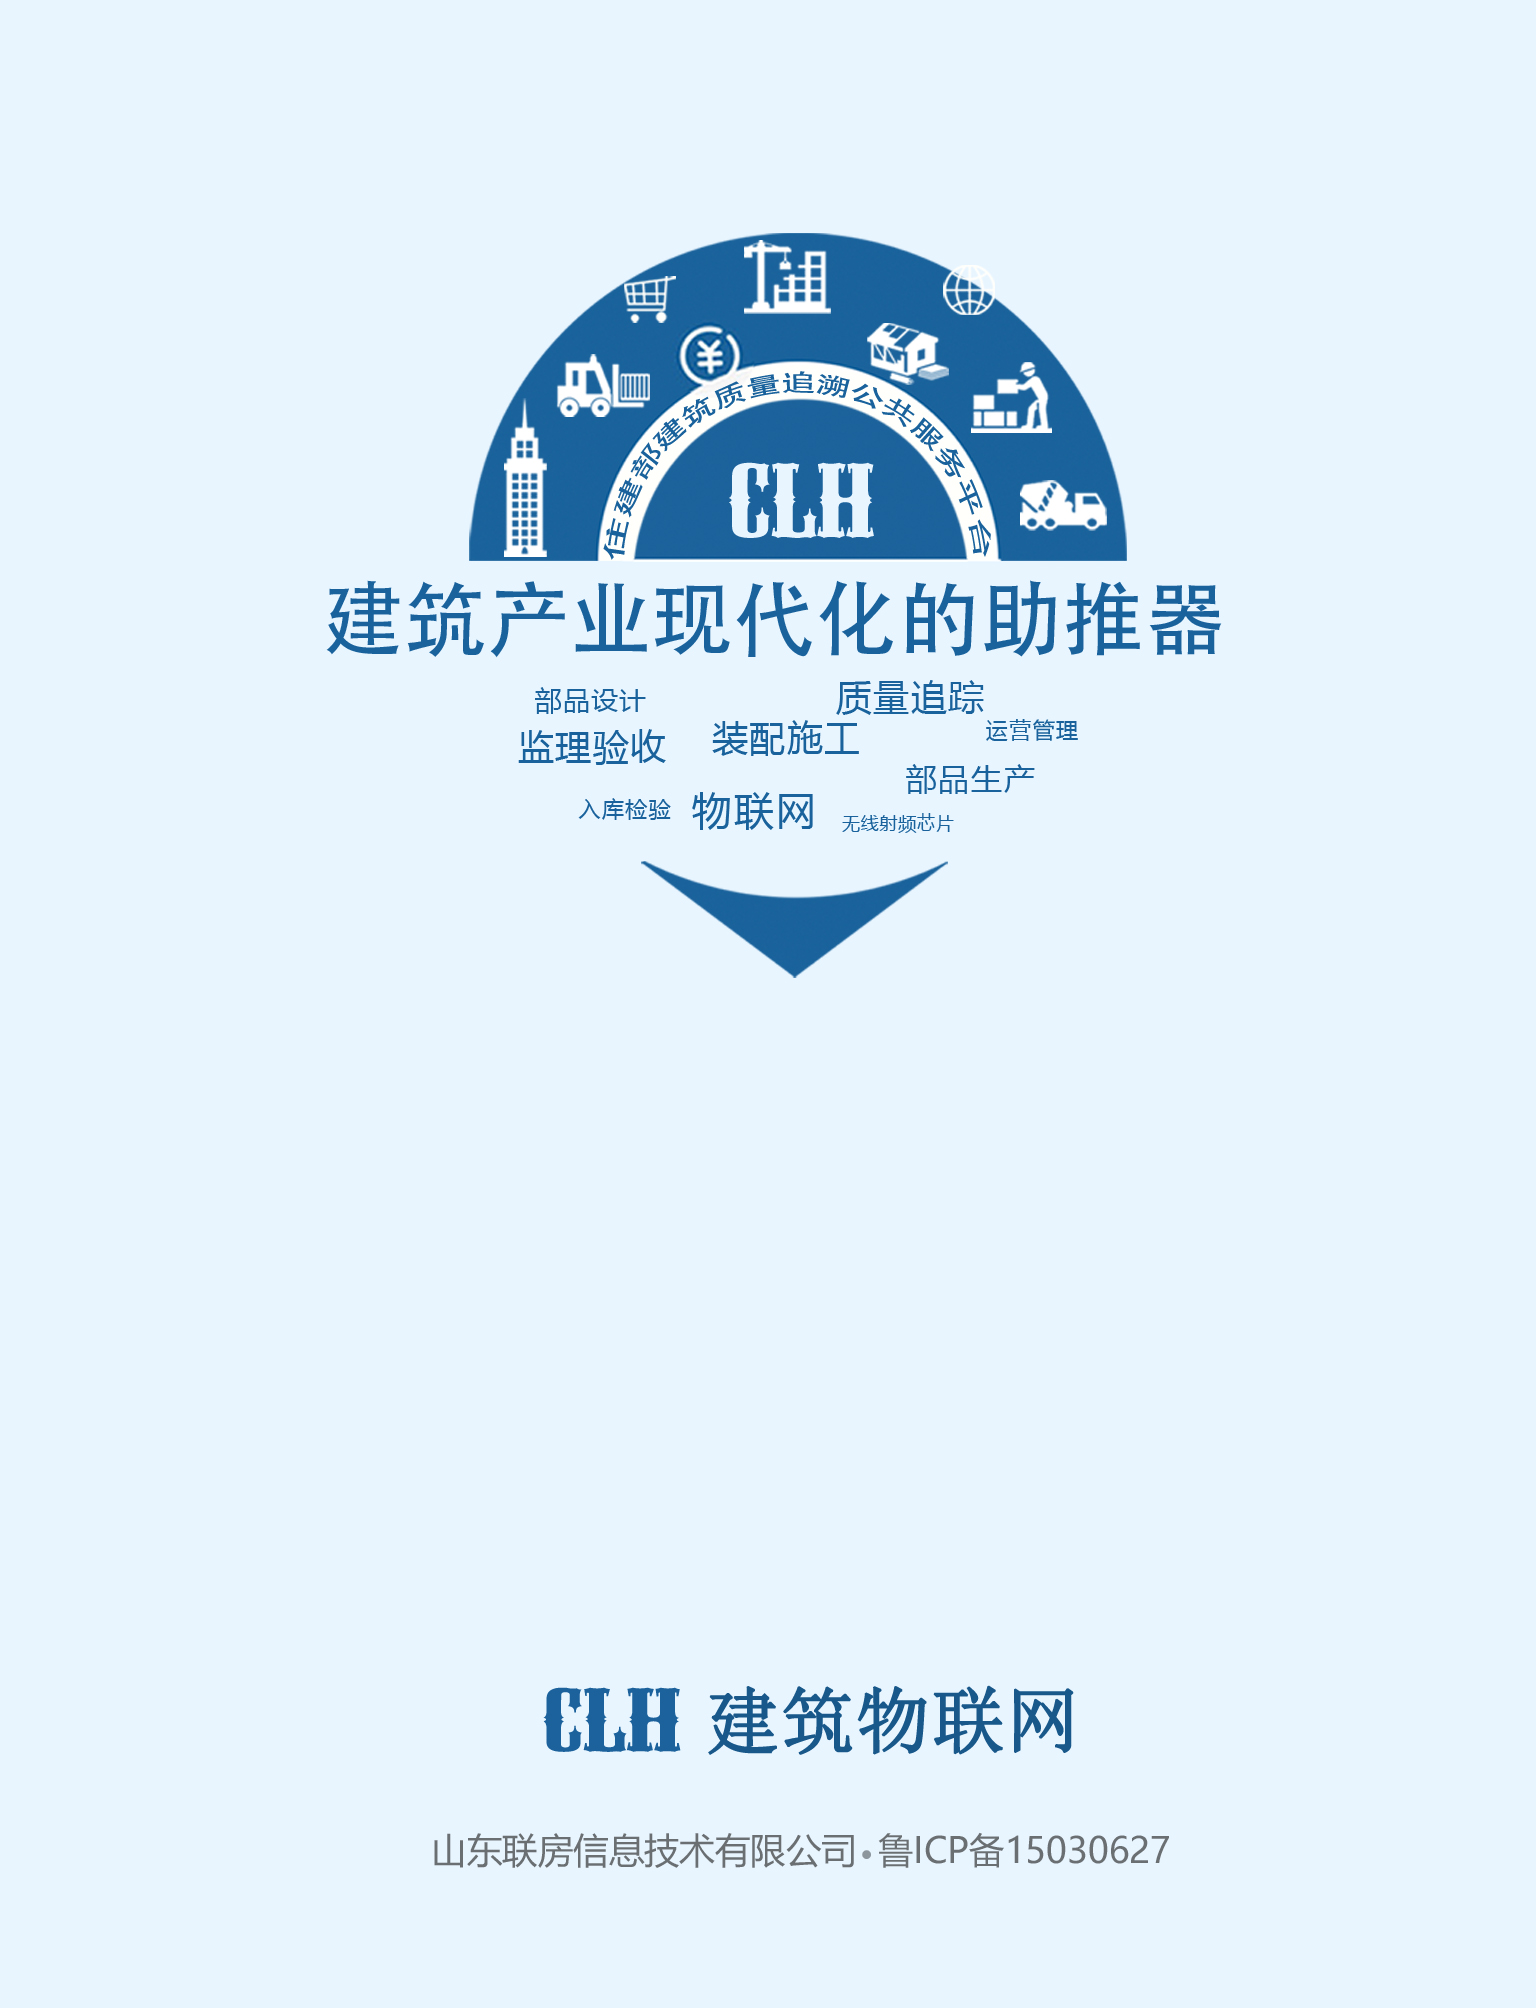 住建部建筑质量追溯公共服务平台
CLH
建筑产业现代化的助推器
部品设计
质量追踪
监理验收
装配施工
运营管理
部品生产
入库检验
物联网
无线射频芯片
CLH 建筑物联网
山东联房信息技术有限公司•鲁ICP备15030627